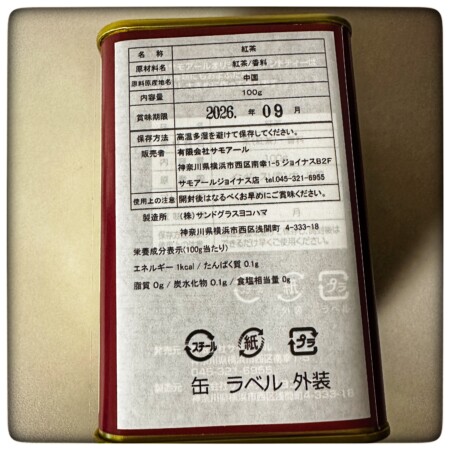 名 称 紅茶
原材料名 紅茶/香料
原料原産地名 中国
内容量 100g
賞味期限 2026. 年 09 月
保存方法 高温多湿を避けて保存してください。
販売者 有限会社サモアール
神奈川県横浜市西区南幸1-5 ジョイナスB2F
サモアールジョイナス店 tel.045-321-6955
使用上の注意 開封後はなるべくお早めにご賞味ください。
製造所 (株)サンドグラスヨコハマ
神奈川県横浜市西区浅間町 4-333-18
栄養成分表示(100g当たり)
エネルギー 1kcal / たんぱく質 0.1g
脂質 0g / 炭水化物 0.1g / 食塩相当量 0g
スチール 紙 プラ
缶 ラベル 外装